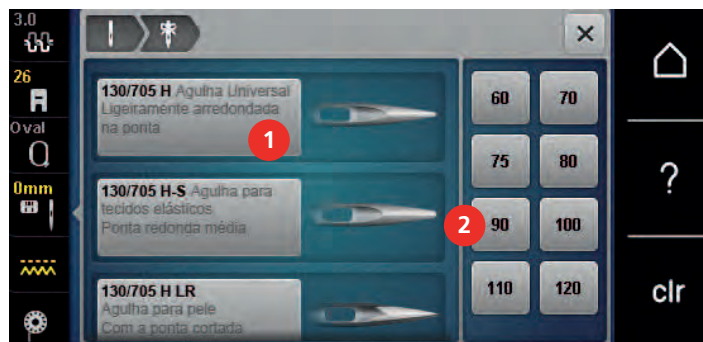 3.0
26
Oval
0mm
130/705 H Agulha Universal
Ligeiramente arredondada
na ponta
1
130/705 H-S Agulha para
tecidos elásticos
Ponta redonda média
2
130/705 H LR
Agulha para pele
Com a ponta cortada
60 70
75 80
90 100
110 120
?
clr